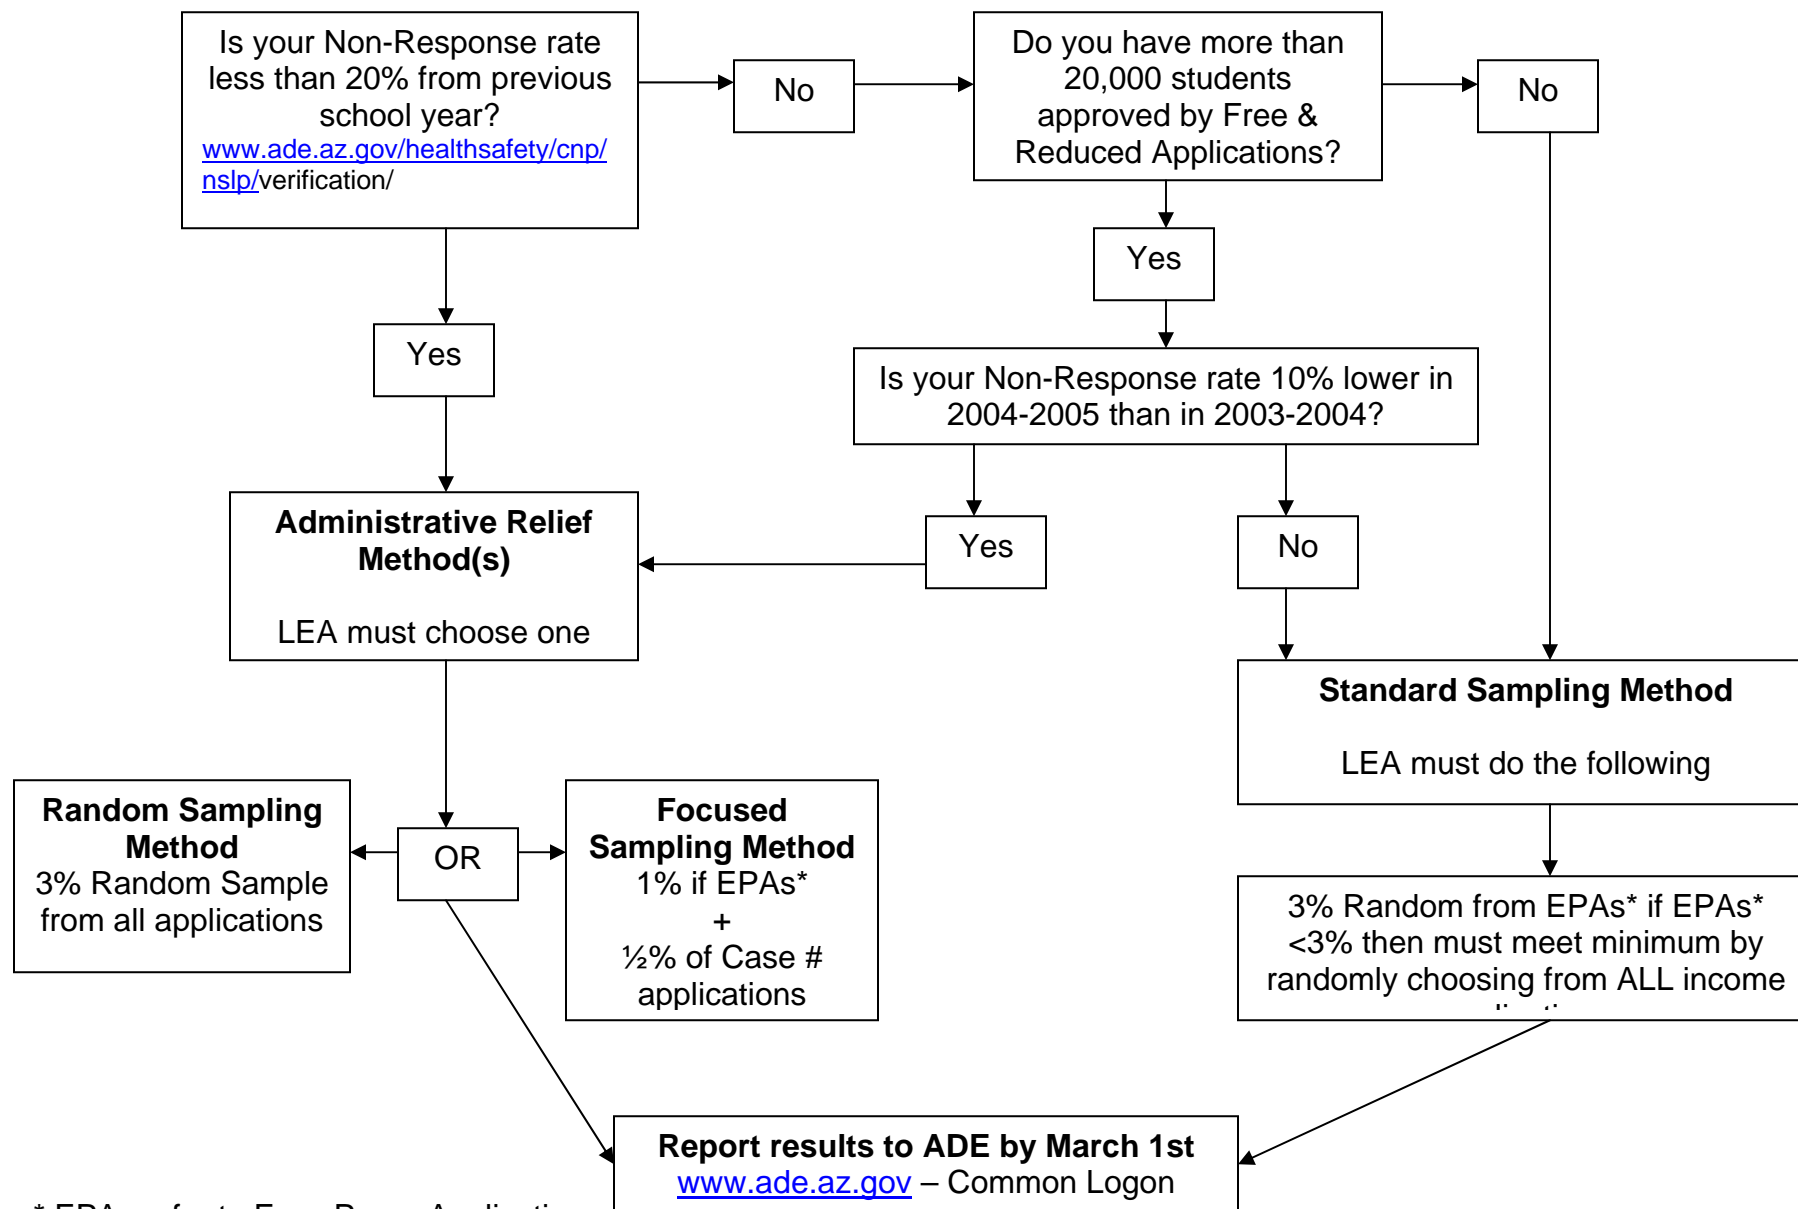 Is your Non-Response rate
less than 20% from previous
school year?
www.ade.az.gov/healthsafety/cnp/
nslp/verification/
No
Do you have more than
20,000 students
approved by Free &
Reduced Applications?
No
Yes
Yes
Is your Non-Response rate 10% lower in
2004-2005 than in 2003-2004?
Yes
No
Administrative Relief
Method(s)
LEA must choose one
Standard Sampling Method
LEA must do the following
Random Sampling
Method
3% Random Sample
from all applications
OR
Focused
Sampling Method
1% if EPAs*
+
½% of Case #
applications
3% Random from EPAs* if EPAs*
<3% then must meet minimum by
randomly choosing from ALL income
Report results to ADE by March 1st
www.ade.az.gov – Common Logon